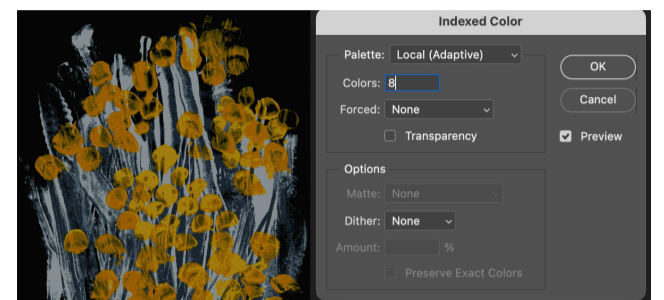 Indexed Color
Palette: Local (Adaptive)
OK
Colors: 8
Cancel
Forced: None
Transparency
Preview
Options
Matte: None
Dither: None
Amount: %
Preserve Exact Colors